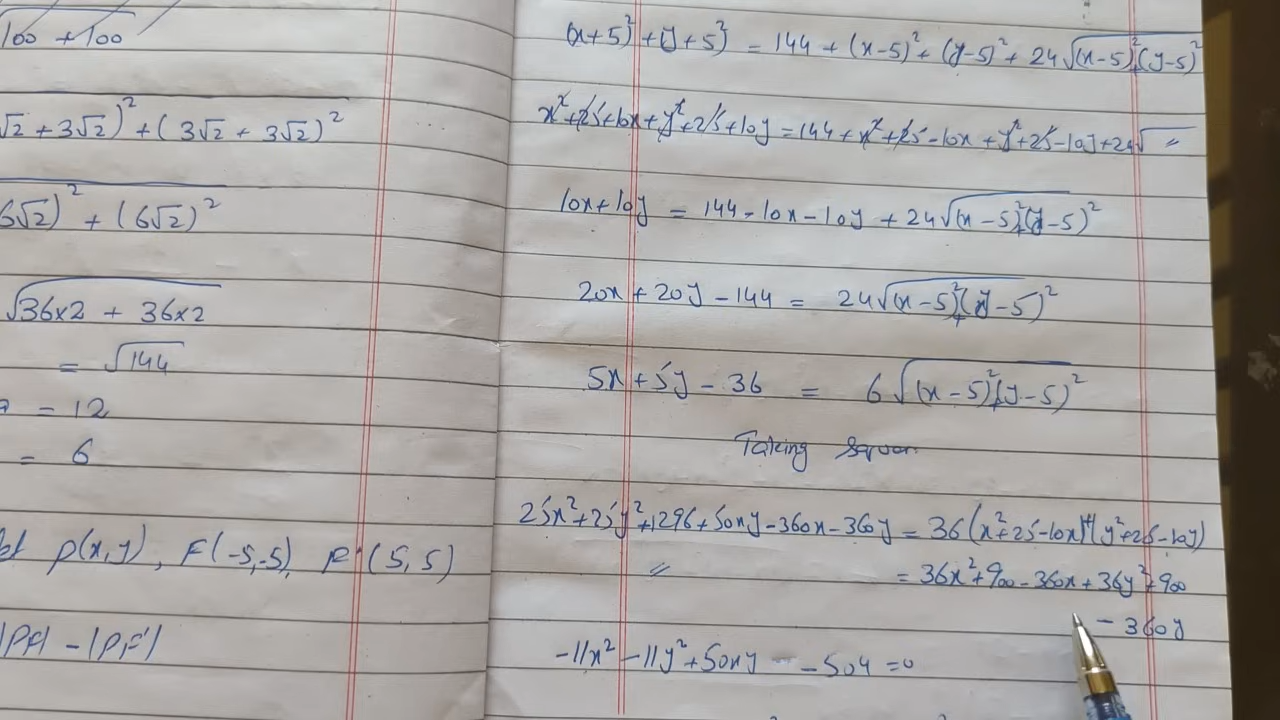 √100 + 100
√2 + 3√2)² + (3√2 + 3√2)²
6√2)² + (6√2)²
√36x2 + 36x2
= √144
= 12
= 6
p(x,y), F(-5,-5), F'(5,5)
|PF| - |PF'|
(x+5)² + (y+5)² = 144 + (x-5)² + (y-5)² + 24√(x-5)²+(y-5)²
x²+25+10x+y²+25+10y = 144+x²+25-10x+y²+25-10y+24√ "
10x+10y = 144-10x-10y + 24√(x-5)²+(y-5)²
20x+20y-144 = 24√(x-5)²+(y-5)²
5x+5y-36 = 6√(x-5)²+(y-5)²
Taking
25x²+25y²+1296+50xy-360x-360y = 36(x²+25-10x)+(y²+25-10y)
" = 36x²+900-360x+36y²+900
-360y
-11x²-11y²+50xy - -504 =0